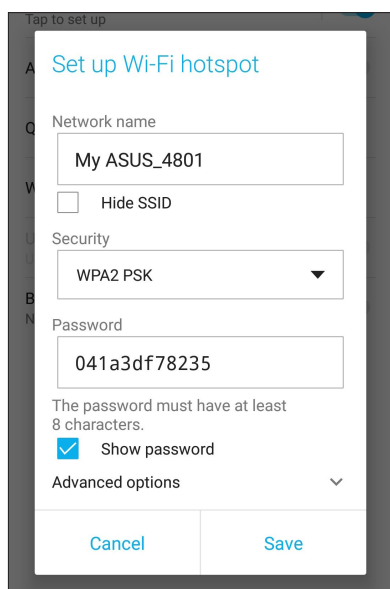 Tap to set up
Set up Wi-Fi hotspot
Network name
My ASUS_4801
Hide SSID
Security
WPA2 PSK
Password
041a3df78235
The password must have at least
8 characters.
Show password
Advanced options
Cancel
Save